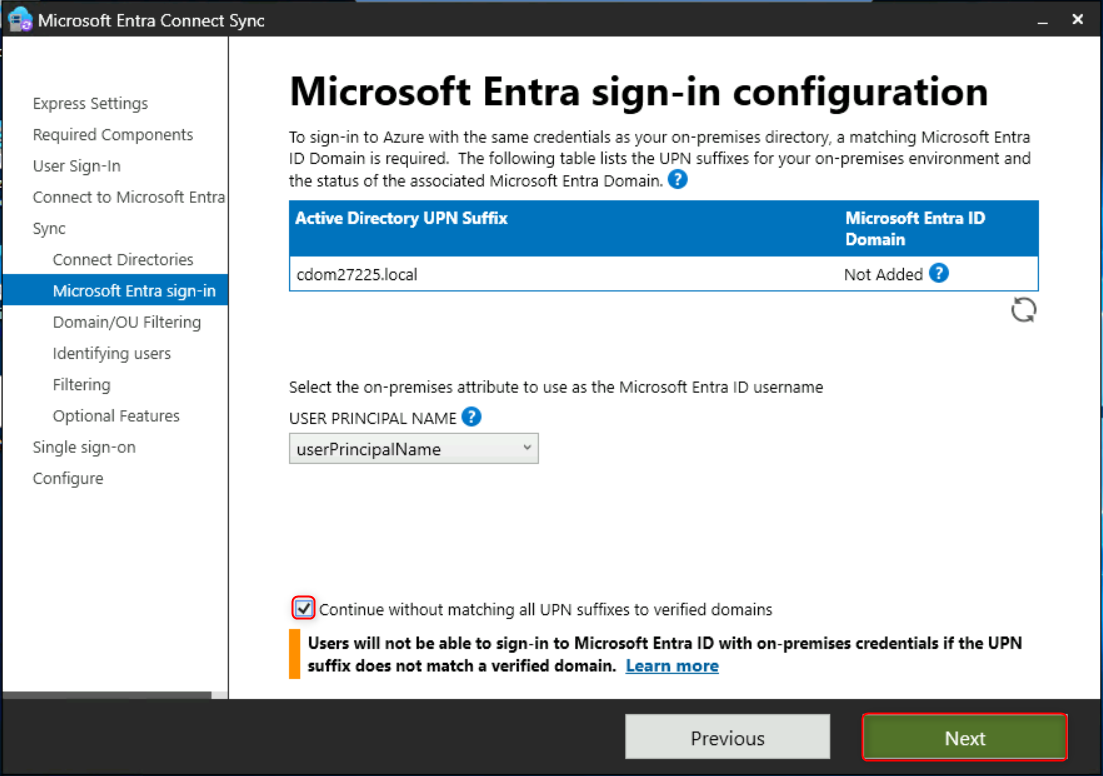 Microsoft Entra Connect Sync
Express Settings
Required Components
User Sign-In
Connect to Microsoft Entra
Sync
Connect Directories
Microsoft Entra sign-in
Domain/OU Filtering
Identifying users
Filtering
Optional Features
Single sign-on
Configure
Microsoft Entra sign-in configuration
To sign-in to Azure with the same credentials as your on-premises directory, a matching Microsoft Entra
ID Domain is required. The following table lists the UPN suffixes for your on-premises environment and
the status of the associated Microsoft Entra Domain. ?
Active Directory UPN Suffix
Microsoft Entra ID
Domain
cdom27225.local
Not Added ?
Select the on-premises attribute to use as the Microsoft Entra ID username
USER PRINCIPAL NAME ?
userPrincipalName
Continue without matching all UPN suffixes to verified domains
Users will not be able to sign-in to Microsoft Entra ID with on-premises credentials if the UPN
suffix does not match a verified domain. Learn more
Previous
Next